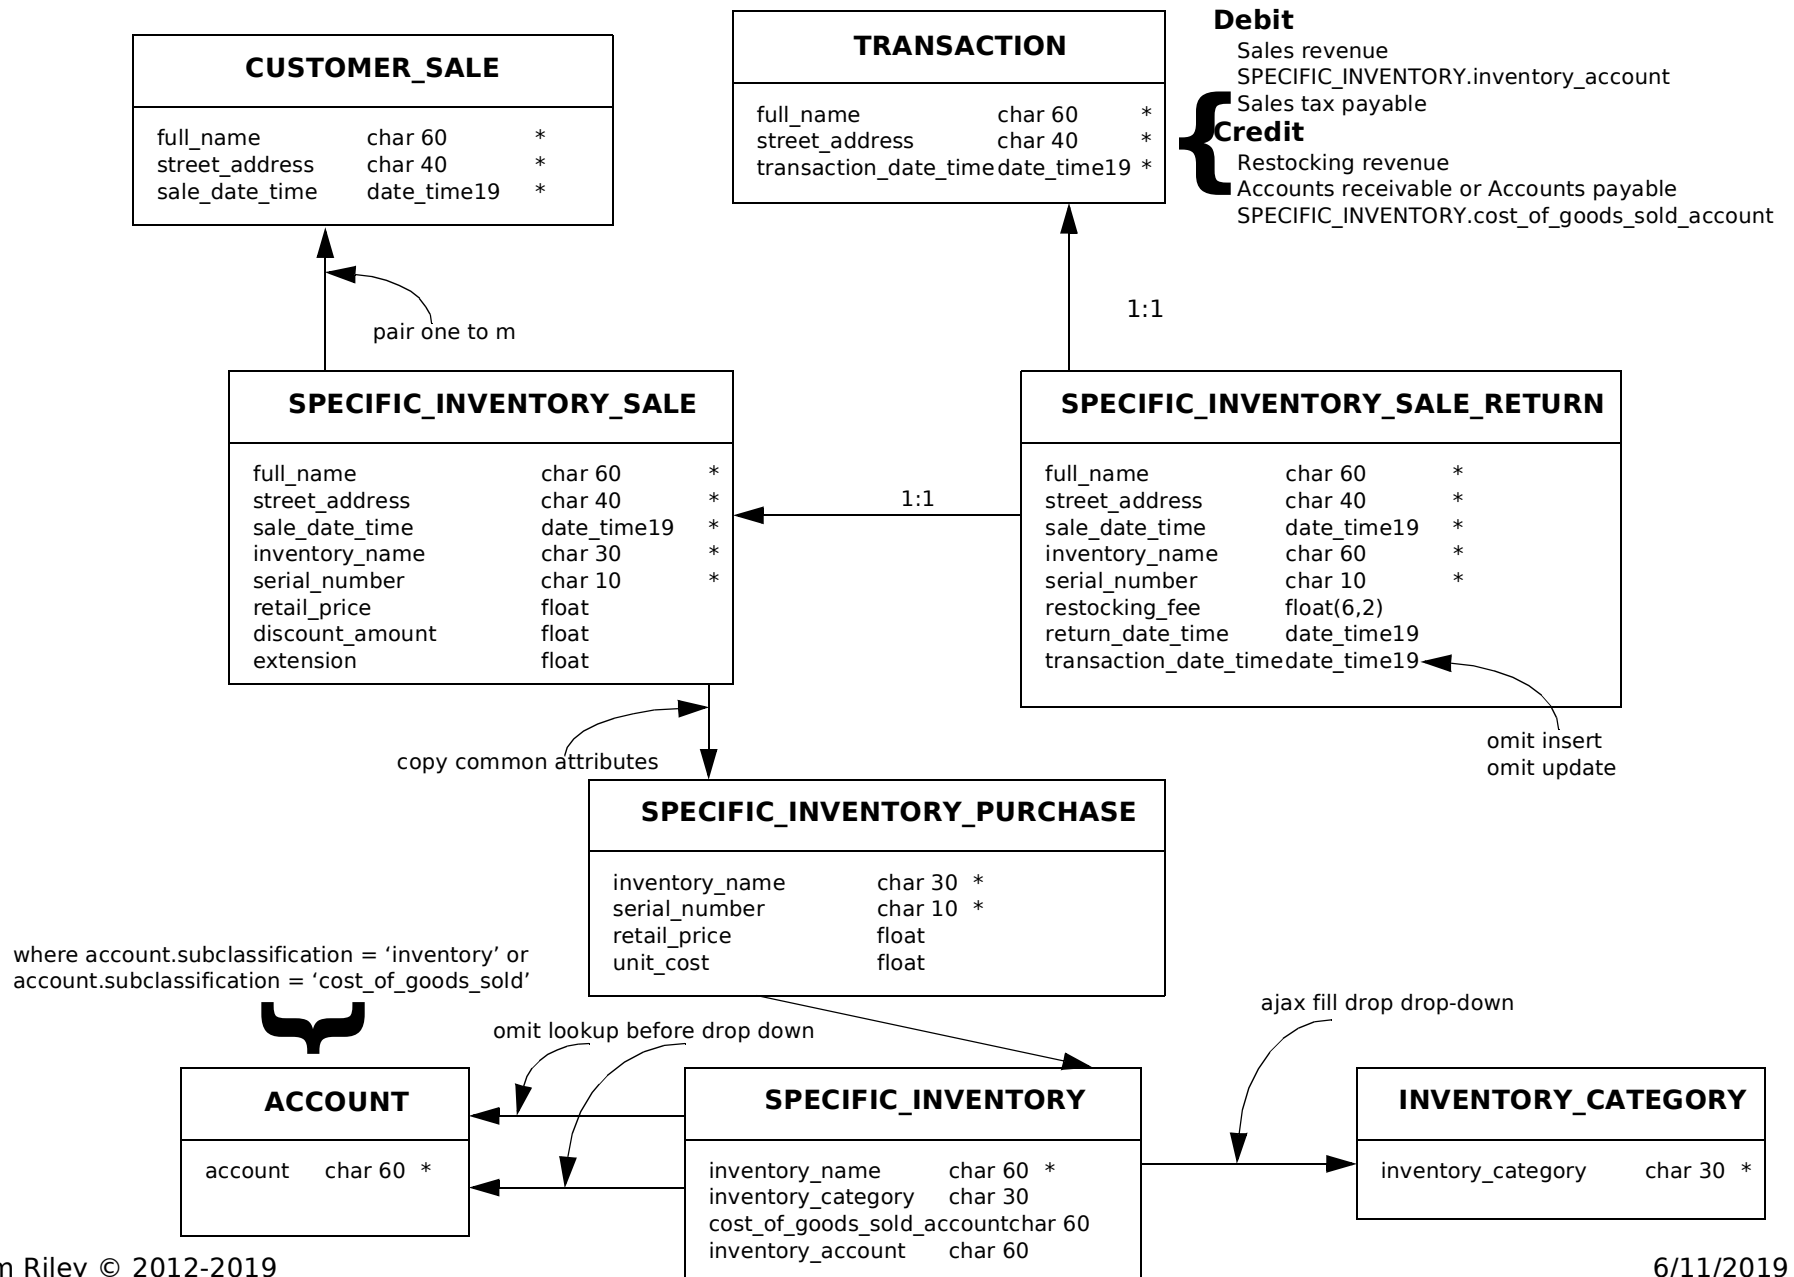 CUSTOMER_SALE
full_name char 60 *
street_address char 40 *
sale_date_time date_time19 *
TRANSACTION
full_name char 60 *
street_address char 40 *
transaction_date_time date_time19 *
Debit
Sales revenue
SPECIFIC_INVENTORY.inventory_account
Sales tax payable
Credit
Restocking revenue
Accounts receivable or Accounts payable
SPECIFIC_INVENTORY.cost_of_goods_sold_account
pair one to m
1:1
SPECIFIC_INVENTORY_SALE
full_name char 60 *
street_address char 40 *
sale_date_time date_time19 *
inventory_name char 30 *
serial_number char 10 *
retail_price float
discount_amount float
extension float
1:1
SPECIFIC_INVENTORY_SALE_RETURN
full_name char 60 *
street_address char 40 *
sale_date_time date_time19 *
inventory_name char 60 *
serial_number char 10 *
restocking_fee float(6,2)
return_date_time date_time19
transaction_date_time date_time19
omit insert
omit update
copy common attributes
SPECIFIC_INVENTORY_PURCHASE
inventory_name char 30 *
serial_number char 10 *
retail_price float
unit_cost float
where account.subclassification = ‘inventory’ or
account.subclassification = ‘cost_of_goods_sold’
omit lookup before drop down
ajax fill drop drop-down
ACCOUNT
account char 60 *
SPECIFIC_INVENTORY
inventory_name char 60 *
inventory_category char 30
cost_of_goods_sold_account char 60
inventory_account char 60
INVENTORY_CATEGORY
inventory_category char 30 *
Riley © 2012-2019
6/11/2019